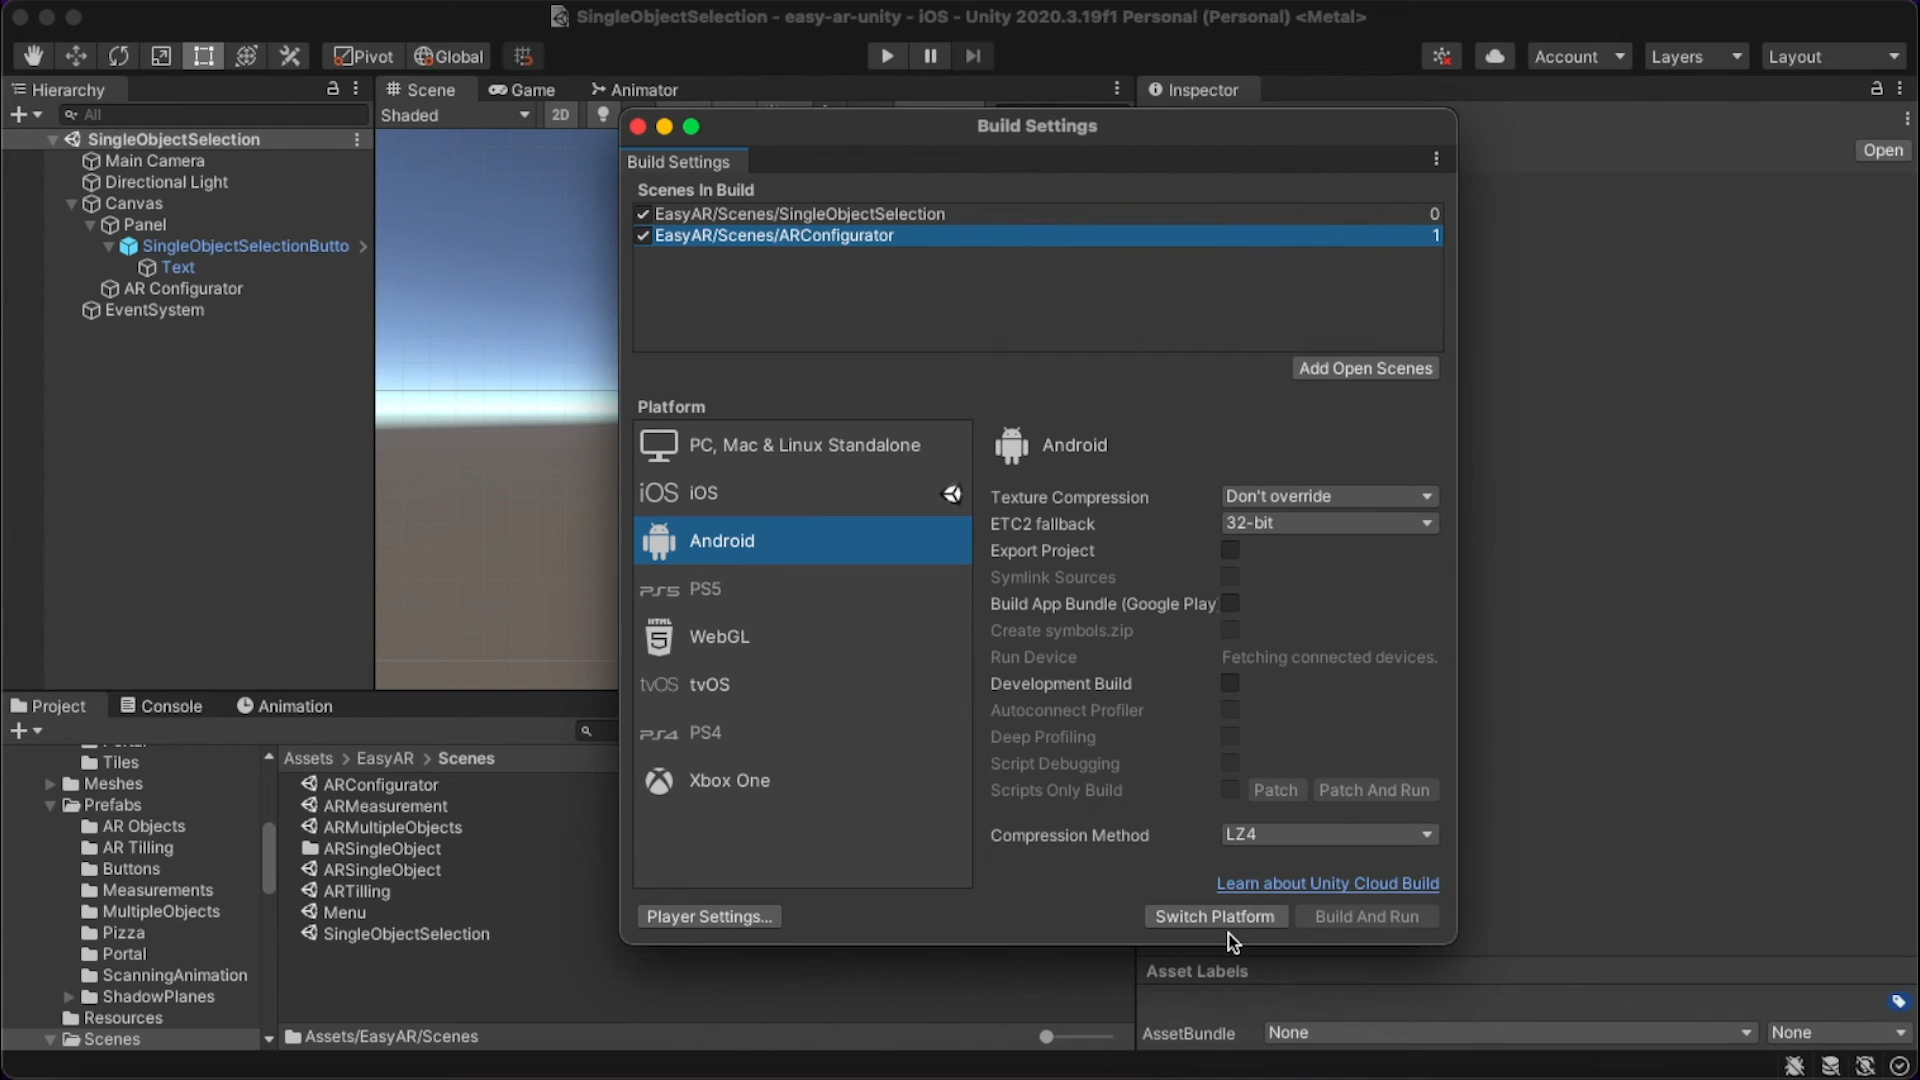 SingleObjectSelection - easy-ar-unity - iOS - Unity 2020.3.19f1 Personal (Personal) <Metal>
Pivot
Global
Account
Layers
Layout
Hierarchy
Scene
Game
Animator
Inspector
All
Shaded
2D
Open
SingleObjectSelection
Main Camera
Directional Light
Canvas
Panel
SingleObjectSelectionButto
Text
AR Configurator
EventSystem
Build Settings
Build Settings
Scenes In Build
EasyAR/Scenes/SingleObjectSelection 0
EasyAR/Scenes/ARConfigurator 1
Add Open Scenes
Platform
PC, Mac & Linux Standalone
iOS iOS
Android
PS5 PS5
HTML 5 WebGL
tvOS tvOS
PS4 PS4
Xbox One
Android
Texture Compression Don't override
ETC2 fallback 32-bit
Export Project
Symlink Sources
Build App Bundle (Google Play)
Create symbols.zip
Run Device Fetching connected devices.
Development Build
Autoconnect Profiler
Deep Profiling
Script Debugging
Scripts Only Build Patch Patch And Run
Compression Method LZ4
Learn about Unity Cloud Build
Player Settings... Switch Platform Build And Run
Project
Console
Animation
Tiles
Meshes
Prefabs
AR Objects
AR Tilling
Buttons
Measurements
MultipleObjects
Pizza
Portal
ScanningAnimation
ShadowPlanes
Resources
Scenes
Assets > EasyAR > Scenes
ARConfigurator
ARMeasurement
ARMultipleObjects
ARSingleObject
ARSingleObject
ARTilling
Menu
SingleObjectSelection
Assets/EasyAR/Scenes
Asset Labels
AssetBundle None None